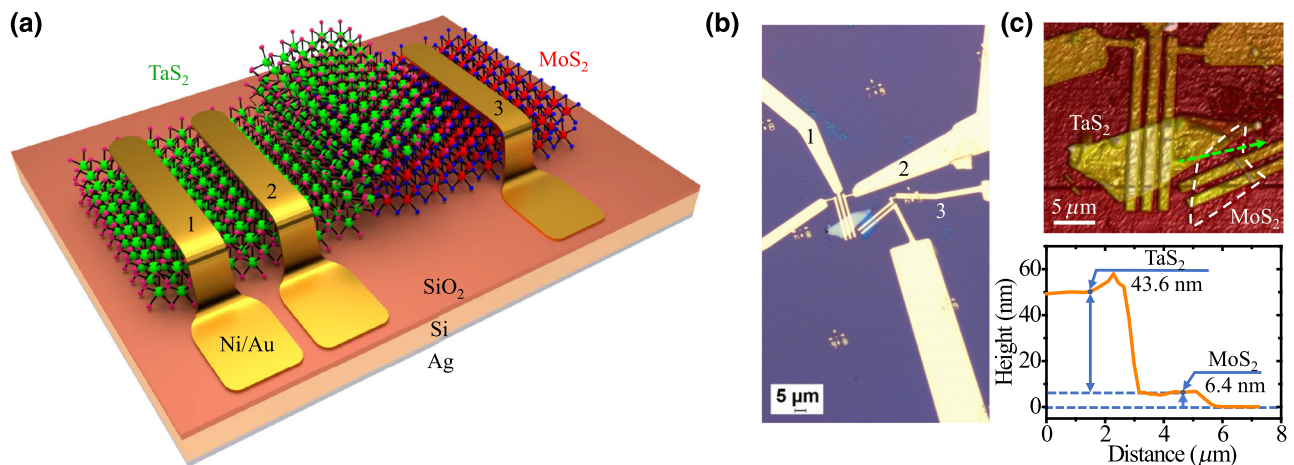 (a)
TaS₂
MoS₂
3
2
1
SiO₂
Si
Ni/Au
Ag
(b)
1
2
3
5 μm
(c)
TaS₂
5 μm
MoS₂
Height (nm)
60
40
20
0
TaS₂
43.6 nm
MoS₂
6.4 nm
0 2 4 6 8
Distance (μm)